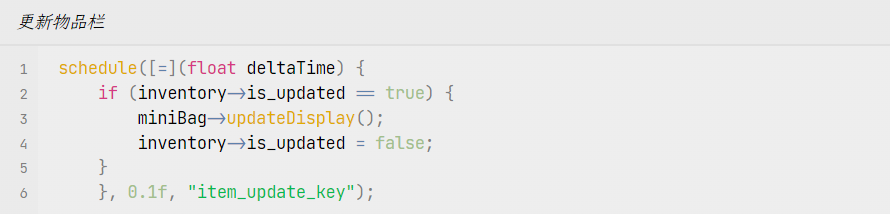 更新物品栏
1 schedule([=](float deltaTime) {
2     if (inventory->is_updated == true) {
3         miniBag->updateDisplay();
4         inventory->is_updated = false;
5     }
6     }, 0.1f, "item_update_key");